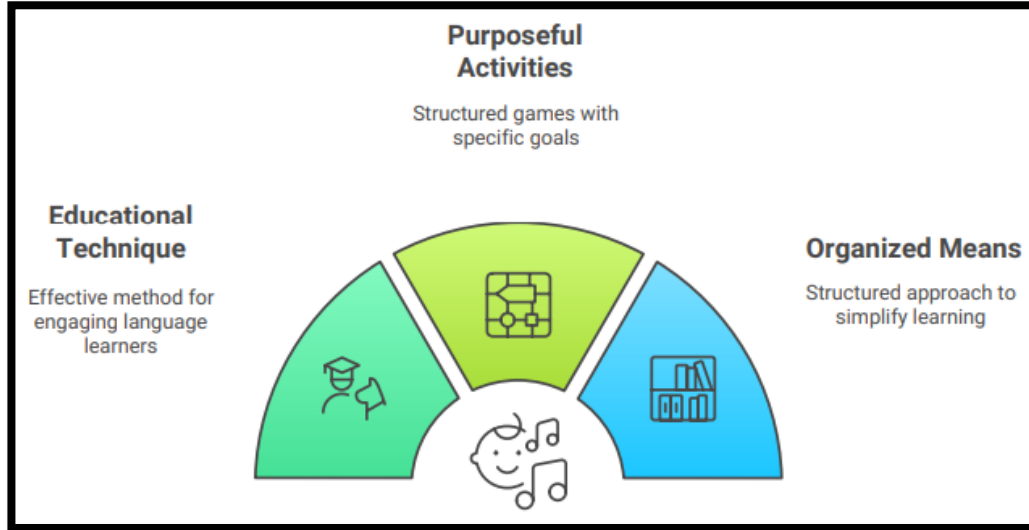 Purposeful
Activities
Structured games with
specific goals
Educational
Technique
Effective method for
engaging language
learners
Organized Means
Structured approach to
simplify learning